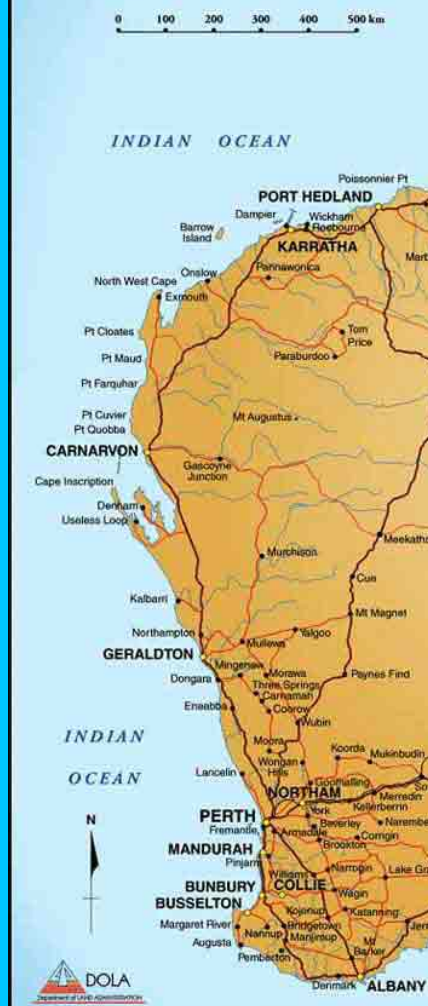 0 100 200 300 400 500 km
INDIAN OCEAN
Poissonnier Pt
PORT HEDLAND
Dampier
Wickham
Roebourne
Barrow
Island
KARRATHA
Onslow
Pannawonica
North West Cape
Exmouth
Pt Cloates
Tom
Price
Pt Maud
Paraburdoo
Pt Farquhar
Pt Cuvier
Mt Augustus
Pt Quobba
CARNARVON
Gascoyne
Junction
Cape Inscription
Denham
Useless Loop
Murchison
Cue
Kalbarri
Mt Magnet
Northampton
Mullewa
Yalgoo
GERALDTON
Mingenew
Morawa
Dongara
Three Springs
Paynes Find
Carnamah
Eneabba
Coorow
Wubin
INDIAN
OCEAN
Moora
Koorda
Mukinbudin
Lancelin
Wongan
Hills
Goomalling
Merredin
NORTHAM
Kellerberrin
York
PERTH
Beverley
Fremantle
Armadale
Corrigin
Brookton
MANDURAH
Pinjarra
Williams
Narrogin
BUNBURY
COLLIE
Wagin
BUSSELTON
Kojonup
Katanning
Margaret River
Nannup
Bridgetown
Manjimup
Augusta
Pemberton
Mt
Barker
Denmark
ALBANY
N
DOLA
Department of LAND ADMINISTRATION